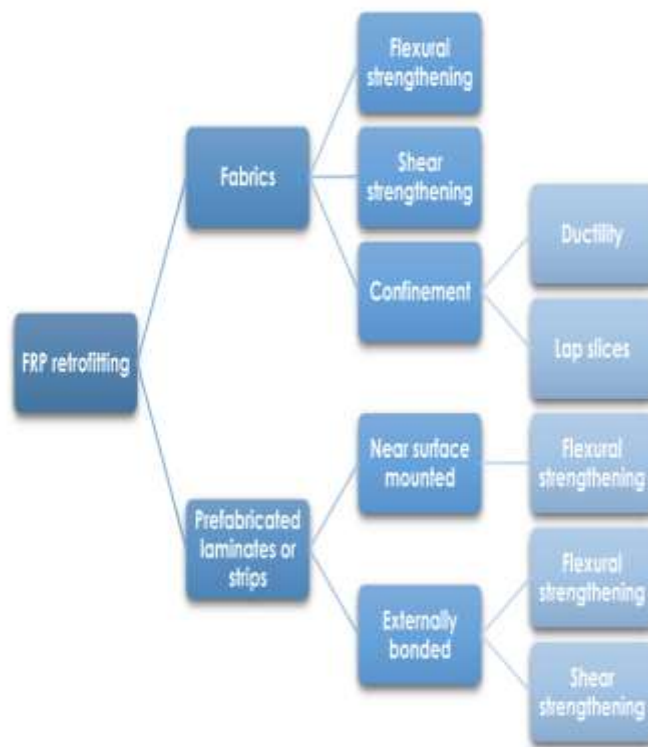 Flexural
strengthening
Fabrics
Shear
strengthening
Ductility
Confinement
FRP retrofitting
Lap slices
Near surface
mounted
Flexural
strengthening
Prefabricated
laminates or
strips
Flexural
strengthening
Externally
bonded
Shear
strengthening